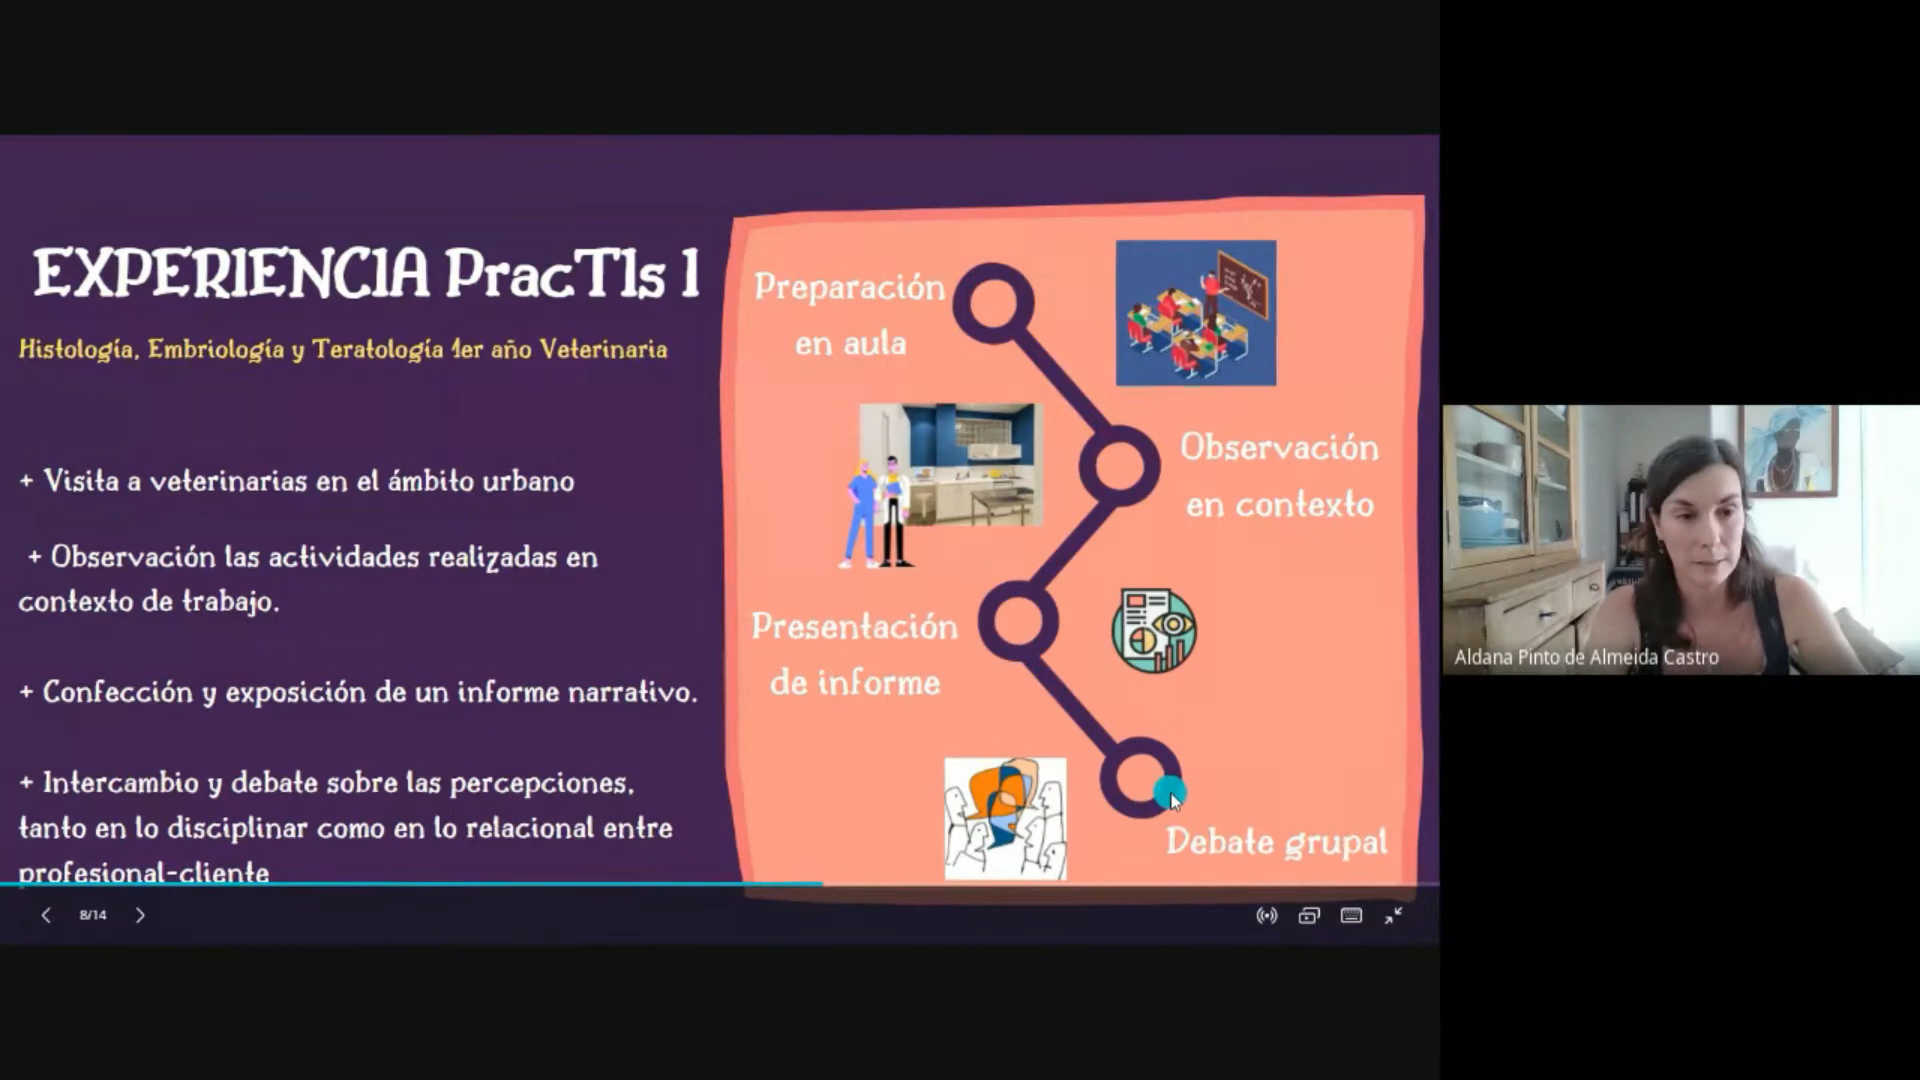 EXPERIENCIA PracTIs 1
Histología, Embriología y Teratología 1er año Veterinaria
+ Visita a veterinarias en el ámbito urbano
+ Observación las actividades realizadas en
contexto de trabajo.
+ Confección y exposición de un informe narrativo.
+ Intercambio y debate sobre las percepciones,
tanto en lo disciplinar como en lo relacional entre
profesional-cliente
Preparación
en aula
Observación
en contexto
Presentación
de informe
Debate grupal
8/14
Aldana Pinto de Almeida Castro